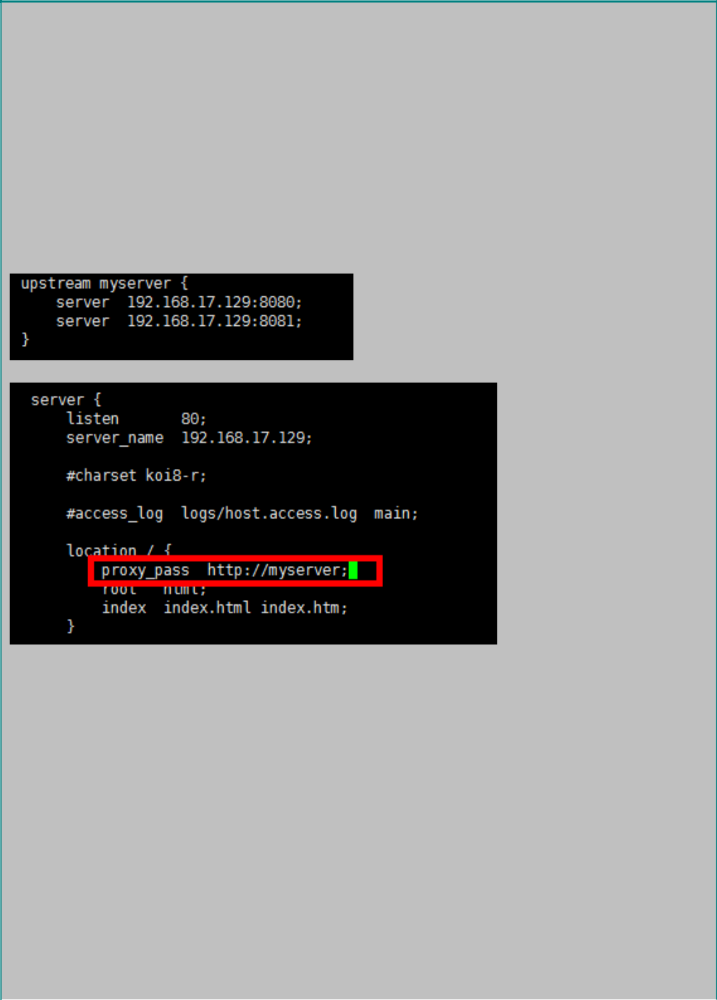 upstream myserver {
    server  192.168.17.129:8080;
    server  192.168.17.129:8081;
}
server {
    listen       80;
    server_name  192.168.17.129;
    #charset koi8-r;
    #access_log  logs/host.access.log  main;
    location / {
        proxy_pass  http://myserver;
        root   html;
        index  index.html index.htm;
    }